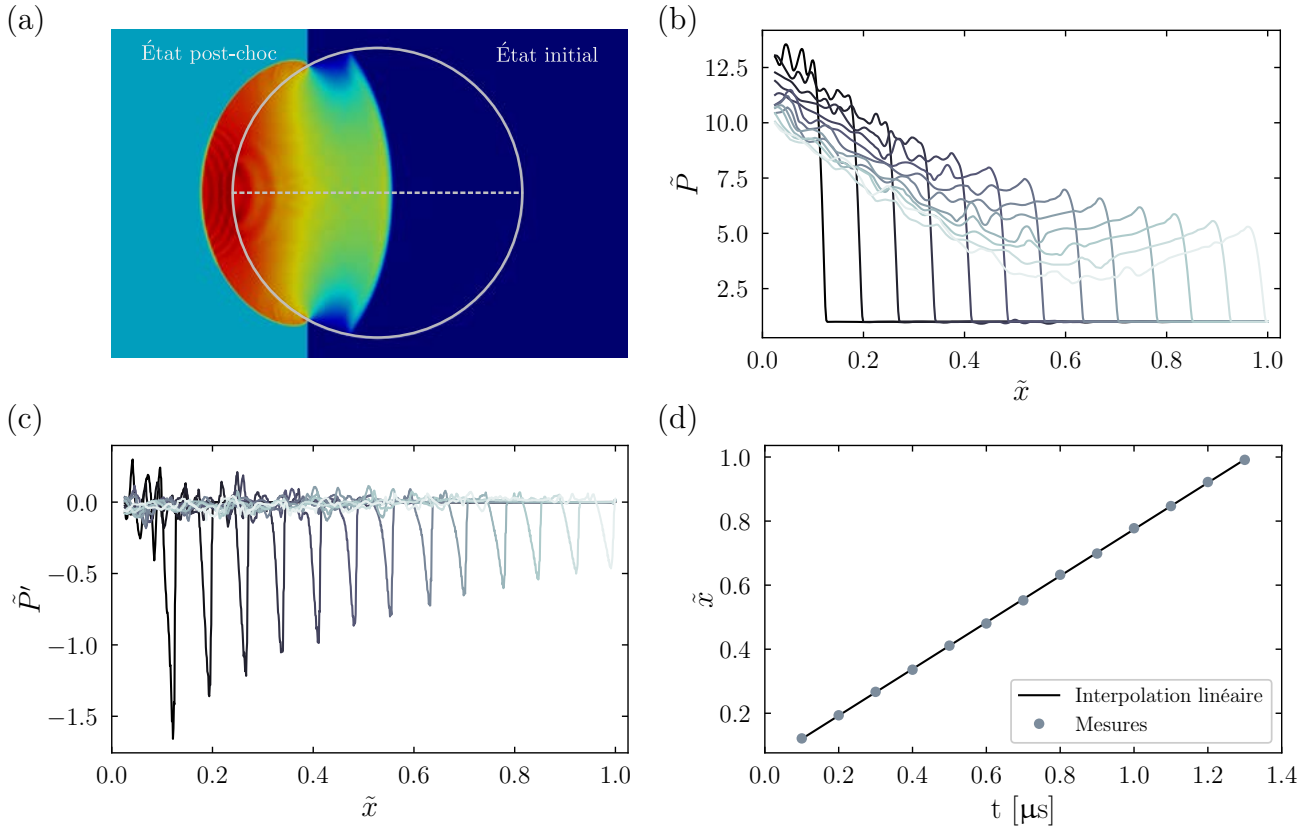 (a)
État post-choc
État initial
(b)
12.5
10.0
7.5
5.0
2.5
P̃
0.0 0.2 0.4 0.6 0.8 1.0
x̃
(c)
0.0
−0.5
−1.0
−1.5
P̃′
0.0 0.2 0.4 0.6 0.8 1.0
x̃
(d)
1.0
0.8
0.6
0.4
0.2
x̃
Interpolation linéaire
Mesures
0.0 0.2 0.4 0.6 0.8 1.0 1.2 1.4
t [µs]